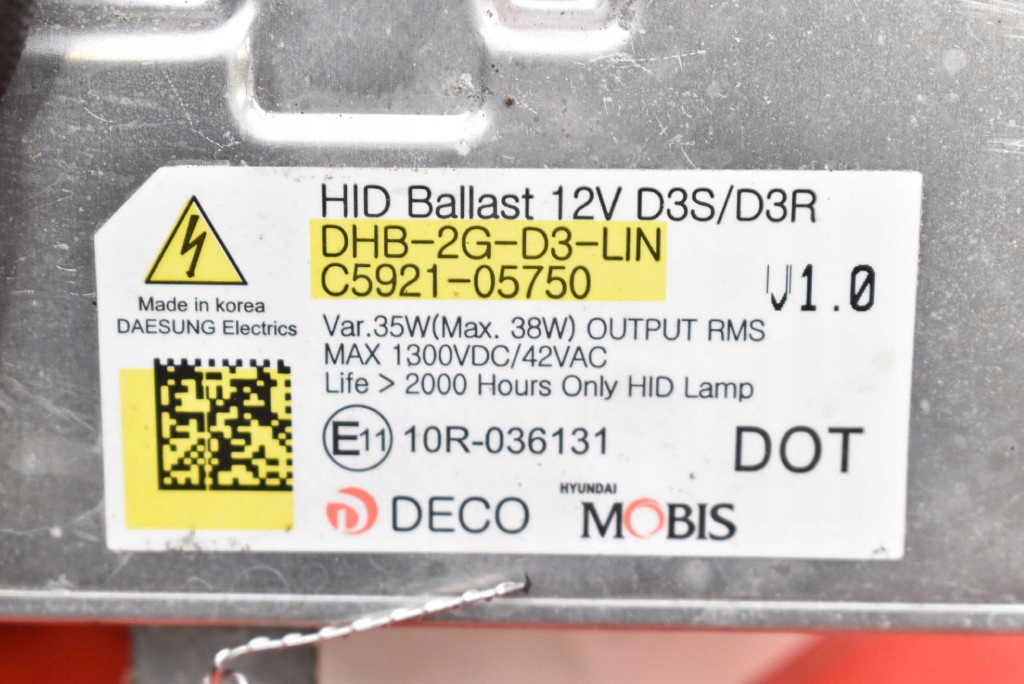 HID Ballast 12V D3S/D3R
DHB-2G-D3-LIN
C5921-05750
V1.0
Made in korea
DAESUNG Electrics
Var.35W(Max. 38W) OUTPUT RMS
MAX 1300VDC/42VAC
Life > 2000 Hours Only HID Lamp
E11 10R-036131
DOT
DECO
HYUNDAI
MOBIS